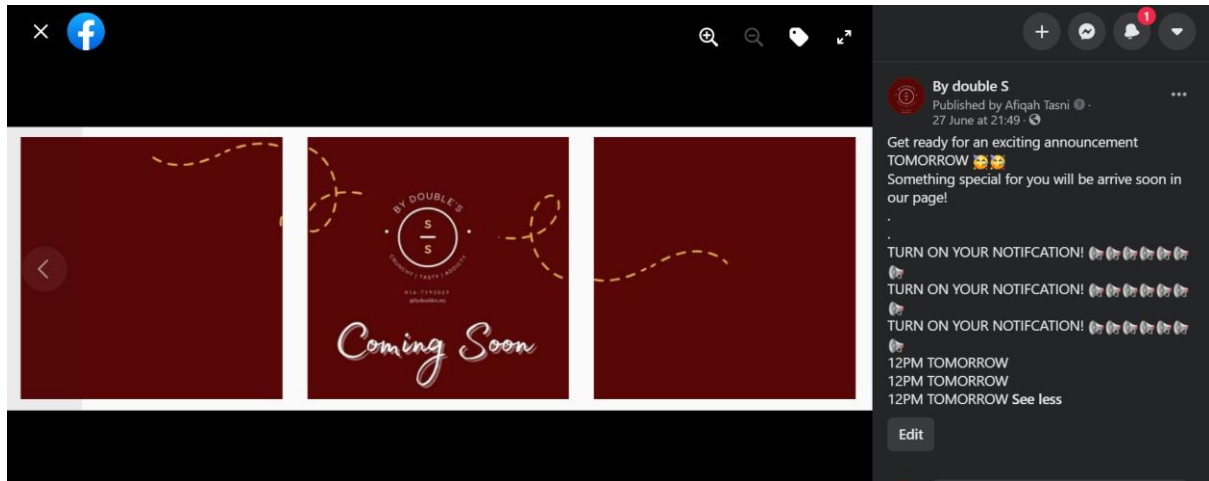 BY DOUBLE'S
S
S
CRUNCHY | TASTY | ADDICTY
016-7193029
Coming Soon
1
By double S
Published by Afiqah Tasni
27 June at 21:49 ·
Get ready for an exciting announcement
TOMORROW 🥳🥳
Something special for you will be arrive soon in
our page!
.
.
TURN ON YOUR NOTIFCATION!
TURN ON YOUR NOTIFCATION!
TURN ON YOUR NOTIFCATION!
12PM TOMORROW
12PM TOMORROW
12PM TOMORROW See less
Edit